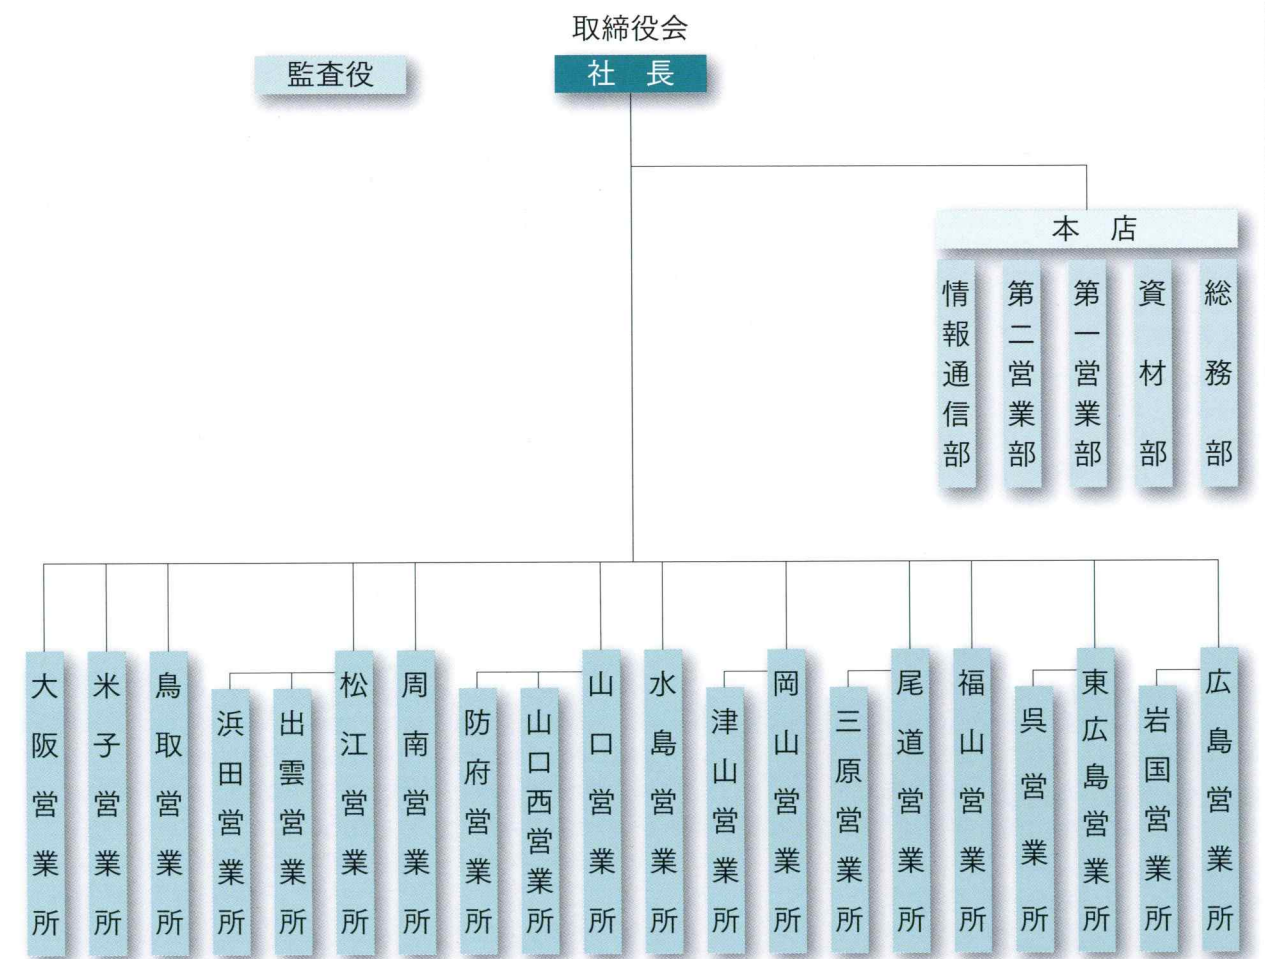 取締役会
監査役
社 長
本 店
総務部
資材部
第一営業部
第二営業部
情報通信部
広島営業所
岩国営業所
東広島営業所
呉営業所
福山営業所
尾道営業所
三原営業所
岡山営業所
津山営業所
水島営業所
山口営業所
山口西営業所
防府営業所
周南営業所
松江営業所
出雲営業所
浜田営業所
鳥取営業所
米子営業所
大阪営業所